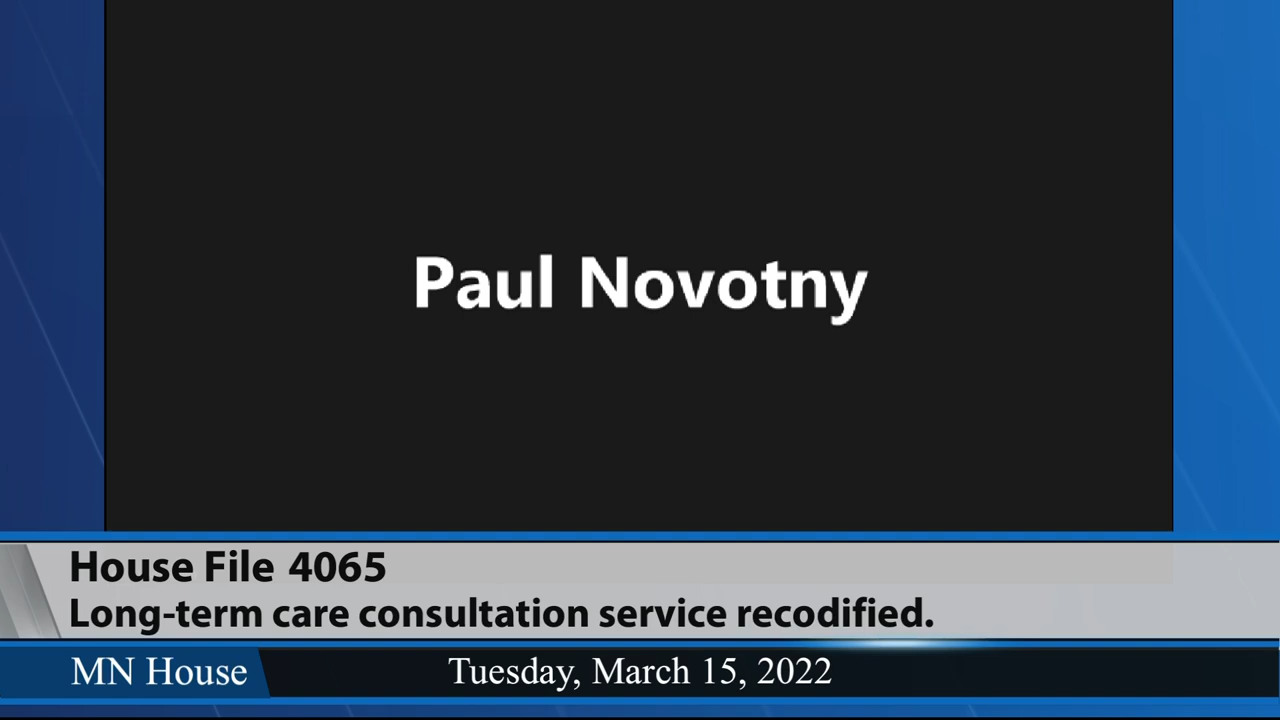 Paul Novotny
House File 4065
Long-term care consultation service recodified.
MN House
Tuesday, March 15, 2022